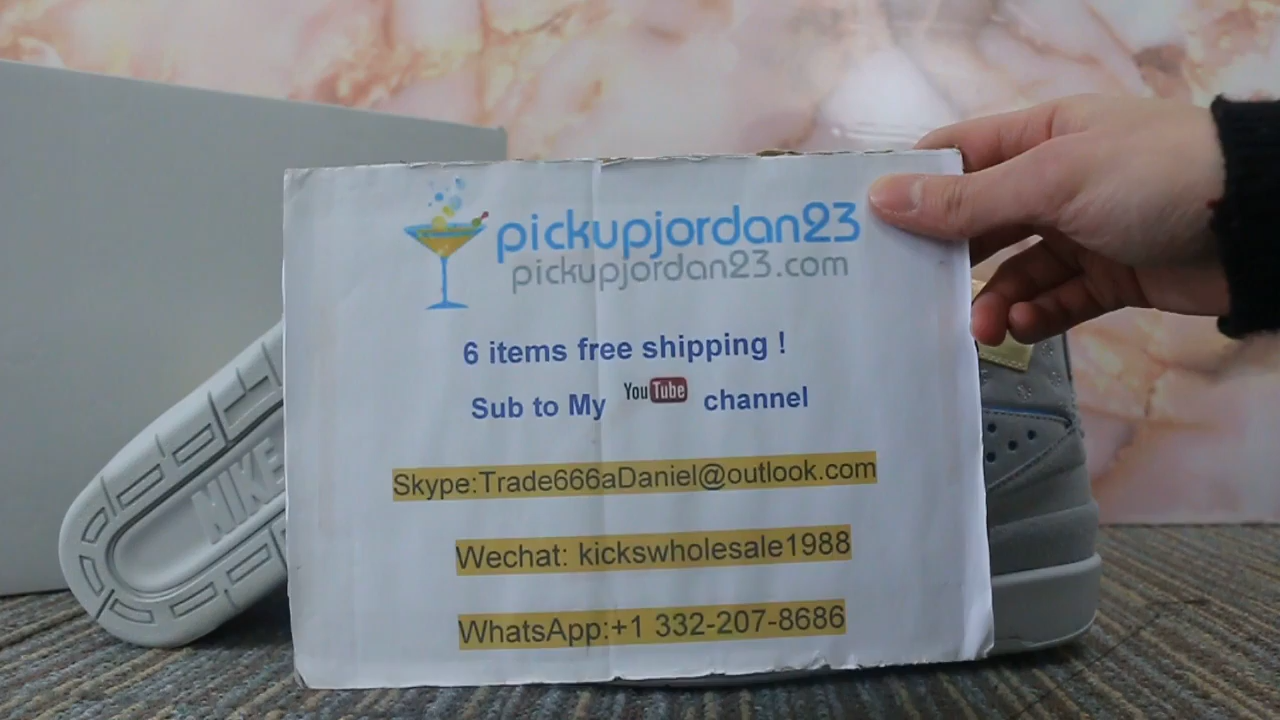 pickupjordan23
pickupjordan23.com
6 items free shipping !
Sub to My YouTube channel
Skype:Trade666aDaniel@outlook.com
Wechat: kickswholesale1988
WhatsApp:+1 332-207-8686
NIKE